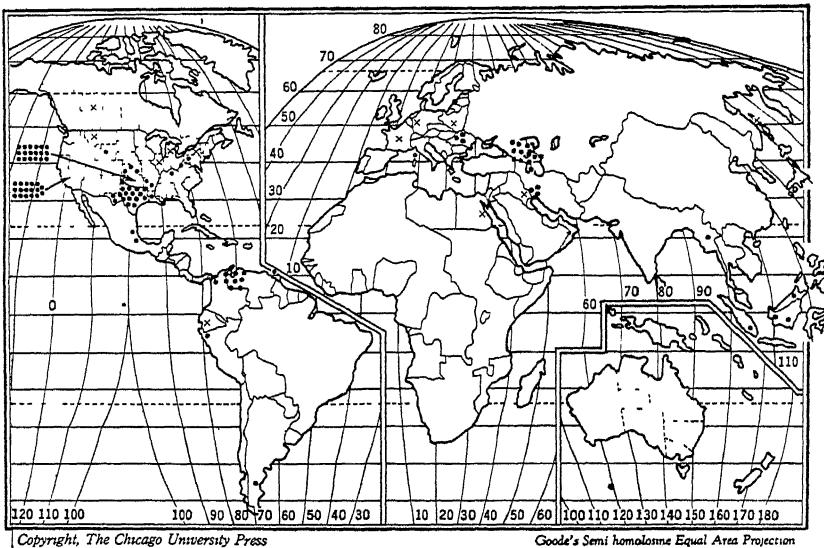 80
70
60
50
40
30
20
10
0
60 70 80 90
110
120 110 100 100 90 80 70 60 50 40 30 10 20 30 40 50 60 100 120 130 140 150 160 170 180
Copyright, The Chicago University Press
Goode's Semi homolosine Equal Area Projection